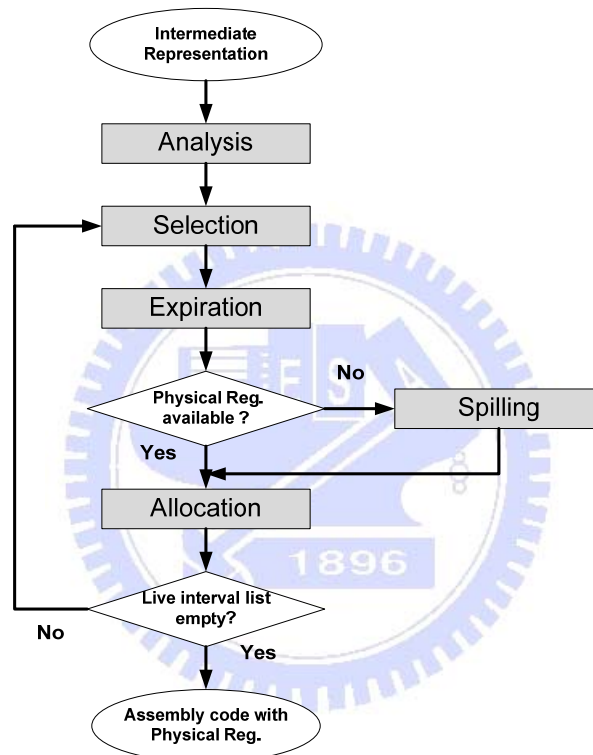 Intermediate
Representation
Analysis
Selection
Expiration
Physical Reg.
available ?
No
Spilling
Yes
Allocation
Live interval list
empty?
No
Yes
Assembly code with
Physical Reg.
E S A
1896